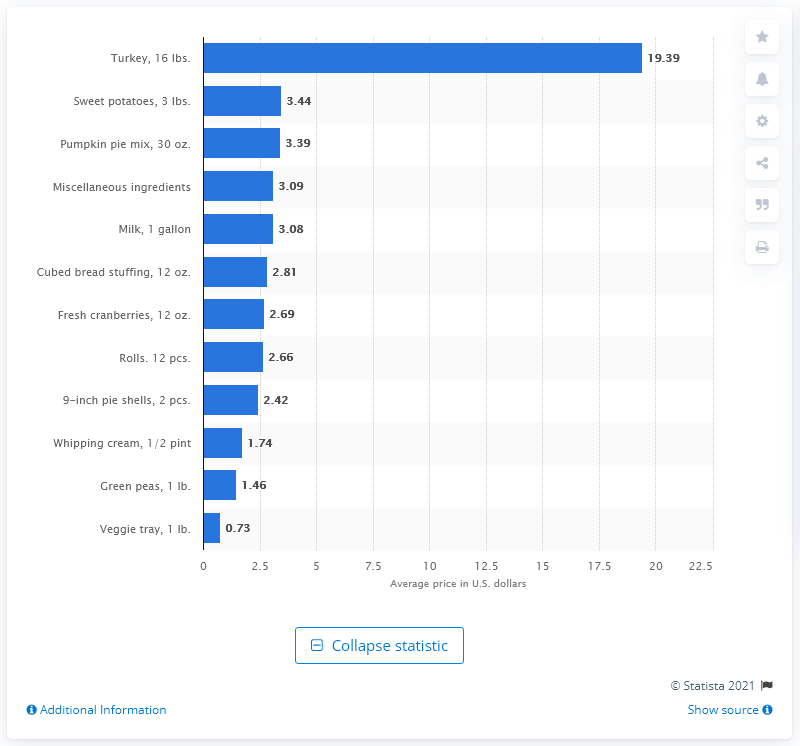 Turkey, 16 lbs. 19.39
Sweet potatoes, 3 lbs. 3.44
Pumpkin pie mix, 30 oz. 3.39
Miscellaneous ingredients 3.09
Milk, 1 gallon 3.08
Cubed bread stuffing, 12 oz. 2.81
Fresh cranberries, 12 oz. 2.69
Rolls. 12 pcs. 2.66
9-inch pie shells, 2 pcs. 2.42
Whipping cream, 1/2 pint 1.74
Green peas, 1 lb. 1.46
Veggie tray, 1 lb. 0.73
0 2.5 5 7.5 10 12.5 15 17.5 20 22.5
Average price in U.S. dollars
Collapse statistic
© Statista 2021
Additional Information Show source